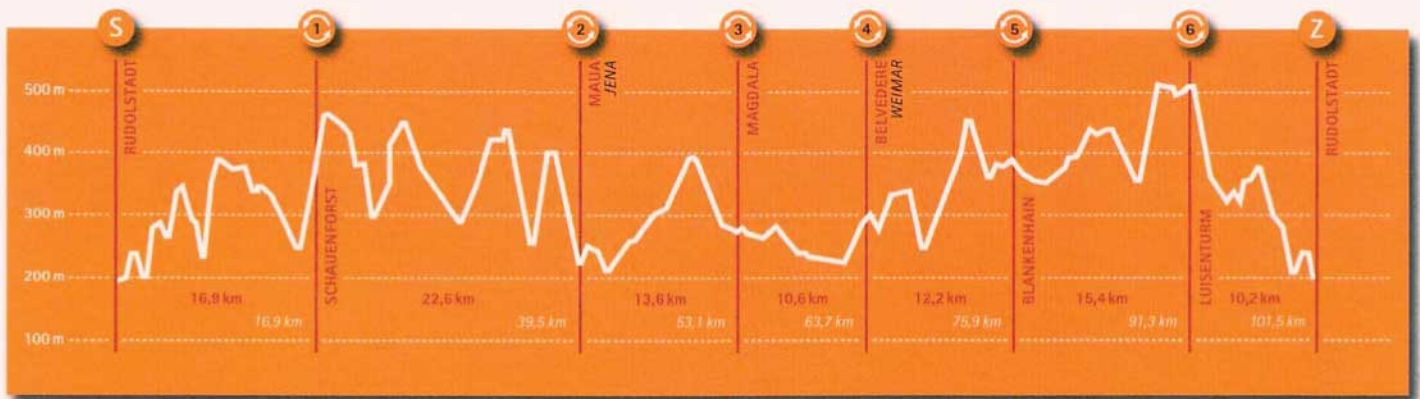 S
1
2
3
4
5
6
Z
RUDOLSTADT
SCHAUENFORST
MAUA
JENA
MAGDALA
BELVEDERE
WEIMAR
BLANKENHAIN
LUISENTURM
RUDOLSTADT
500 m
400 m
300 m
200 m
100 m
16,9 km
22,6 km
13,6 km
10,6 km
12,2 km
15,4 km
10,2 km
16,9 km
39,5 km
53,1 km
63,7 km
75,9 km
91,3 km
101,5 km